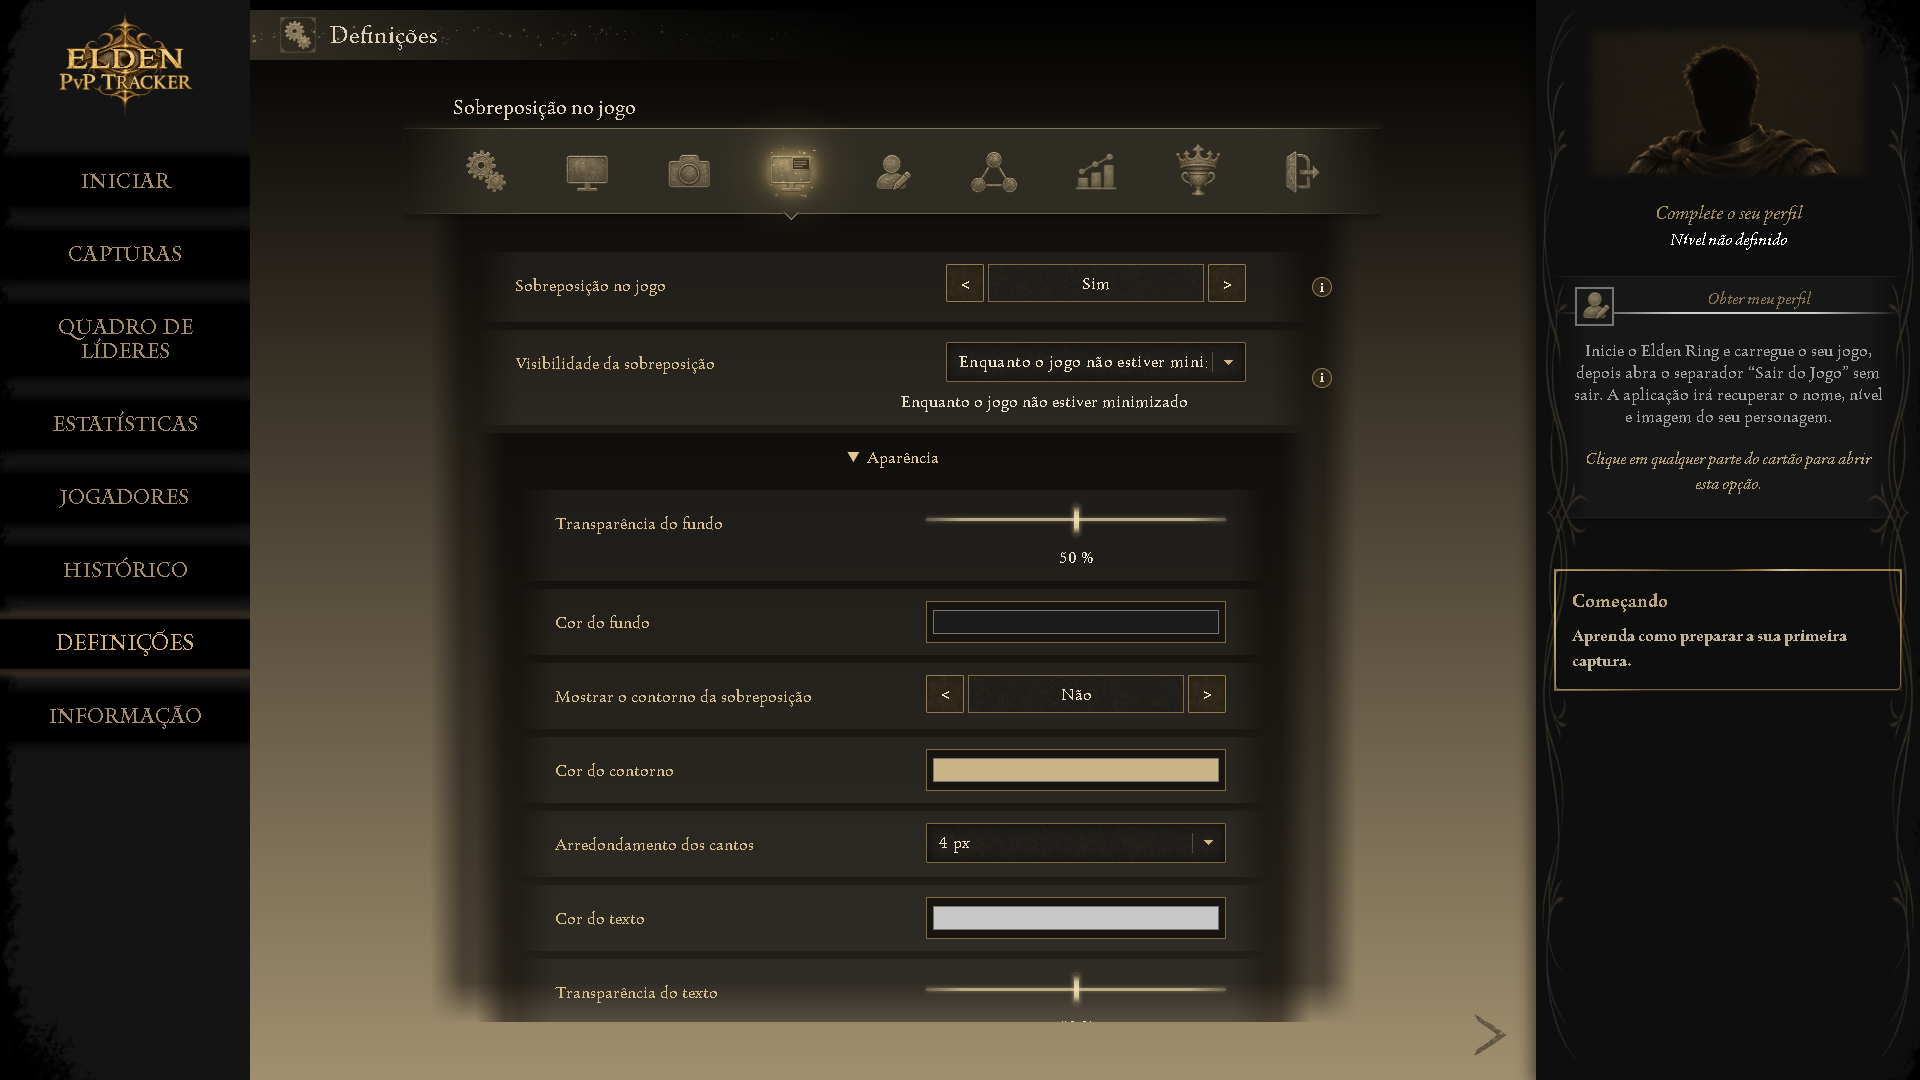 ELDEN
PVP TRACKER
INICIAR
CAPTURAS
QUADRO DE
LÍDERES
ESTATÍSTICAS
JOGADORES
HISTÓRICO
DEFINIÇÕES
INFORMAÇÃO
Definições
Sobreposição no jogo
Sobreposição no jogo
< Sim >
i
Visibilidade da sobreposição
Enquanto o jogo não estiver mini
i
Enquanto o jogo não estiver minimizado
▼ Aparência
Transparência do fundo
50 %
Cor do fundo
Mostrar o contorno da sobreposição
< Não >
Cor do contorno
Arredondamento dos cantos
4 px
Cor do texto
Transparência do texto
Complete o seu perfil
Nível não definido
Obter meu perfil
Inicie o Elden Ring e carregue o seu jogo,
depois abra o separador “Sair do Jogo” sem
sair. A aplicação irá recuperar o nome, nível
e imagem do seu personagem.
Clique em qualquer parte do cartão para abrir
esta opção.
Começando
Aprenda como preparar a sua primeira
captura.